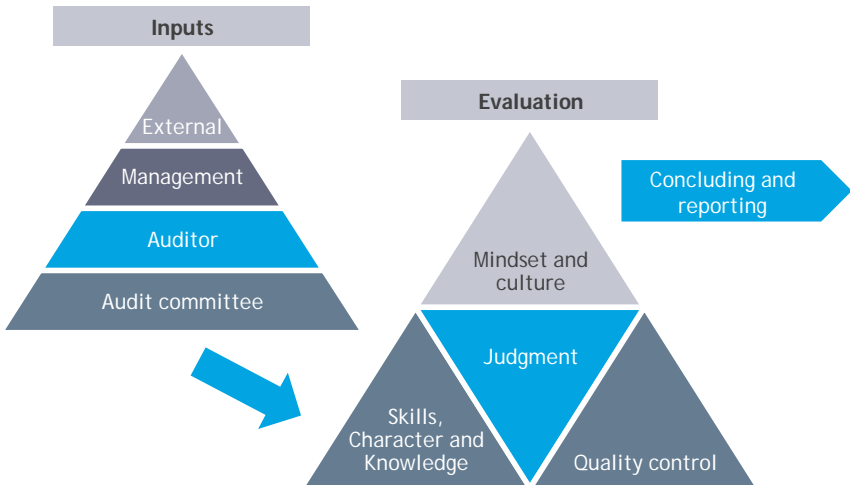 Inputs
External
Management
Auditor
Audit committee
Evaluation
Mindset and
culture
Judgment
Skills,
Character and
Knowledge
Quality control
Concluding and
reporting